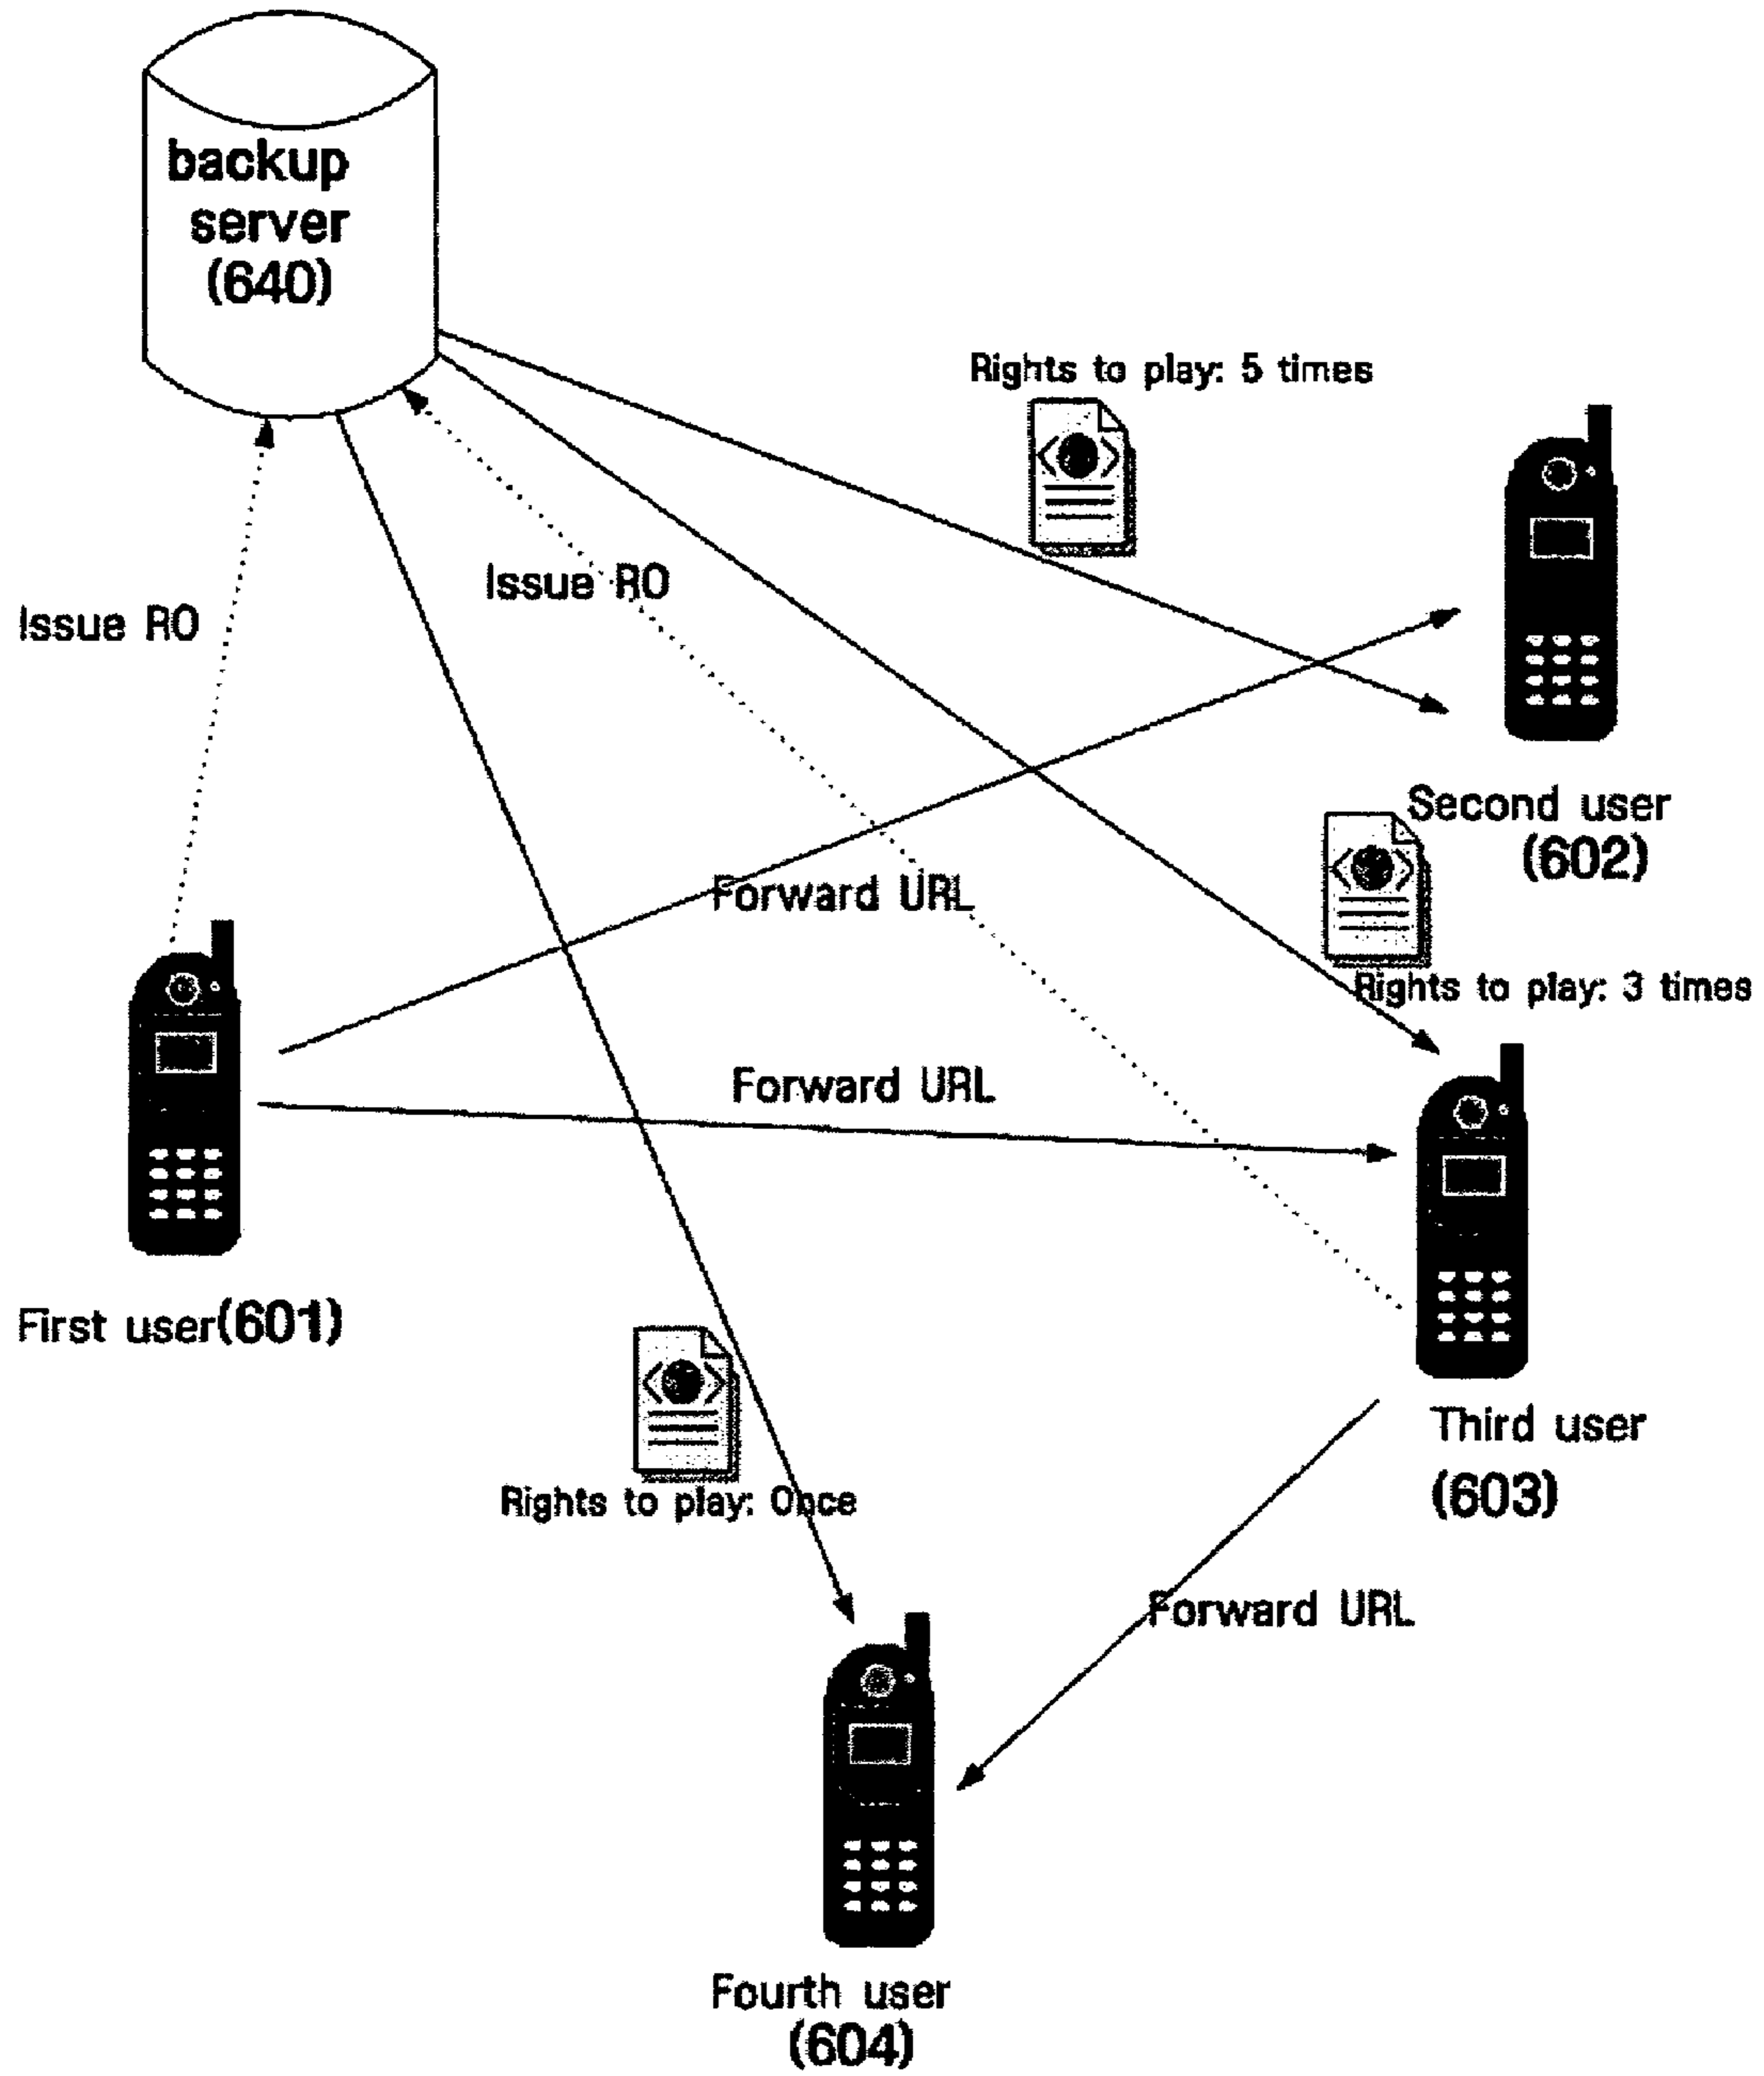 backup
server
(640)
Rights to play: 5 times
Issue RO
Issue RO
Second user
(602)
Forward URL
Rights to play: 3 times
Forward URL
First user(601)
Third user
(603)
Rights to play: Once
Forward URL
Fourth user
(604)